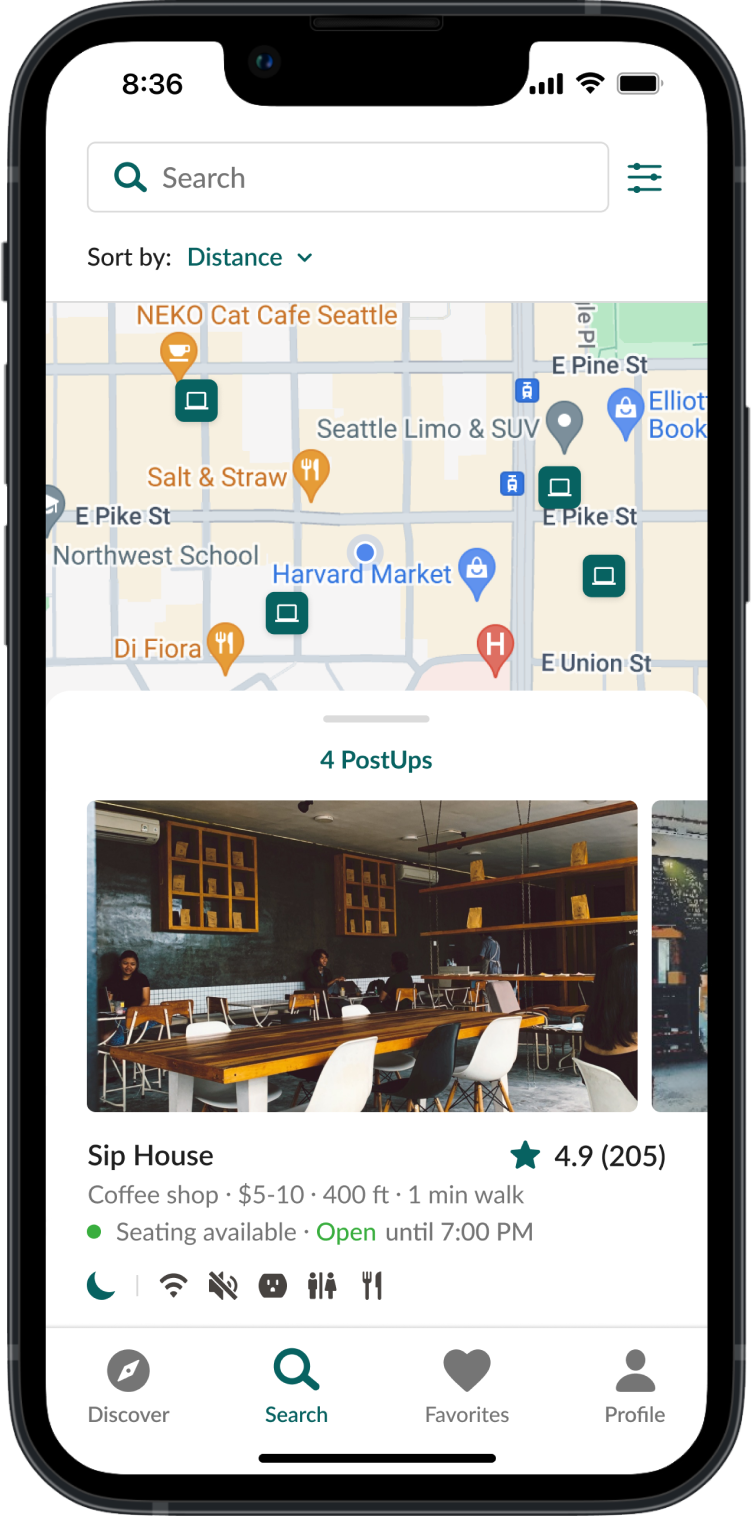 8:36
Search
Sort by: Distance
NEKO Cat Cafe Seattle
gle Pl
E Pine St
Elliot
Book
Seattle Limo & SUV
Salt & Straw
E Pike St
E Pike St
Northwest School
Harvard Market
Di Fiora
H
E Union St
4 PostUps
Sip House
4.9 (205)
Coffee shop · $5-10 · 400 ft · 1 min walk
Seating available · Open until 7:00 PM
Discover
Search
Favorites
Profile